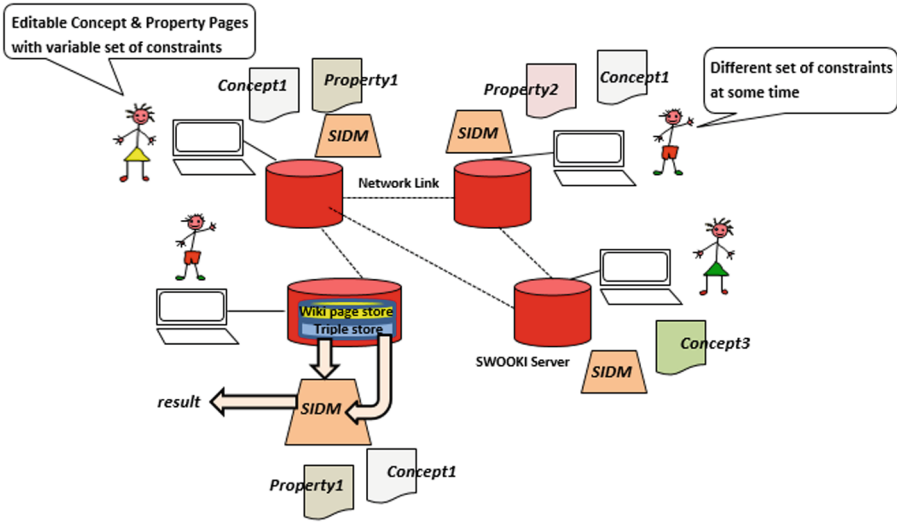 Editable Concept & Property Pages
with variable set of constraints
Concept1
Property1
SIDM
Property2
Concept1
SIDM
Different set of constraints
at some time
Network Link
Wiki page store
Triple store
SWOOKI Server
Concept3
SIDM
result
SIDM
Property1
Concept1